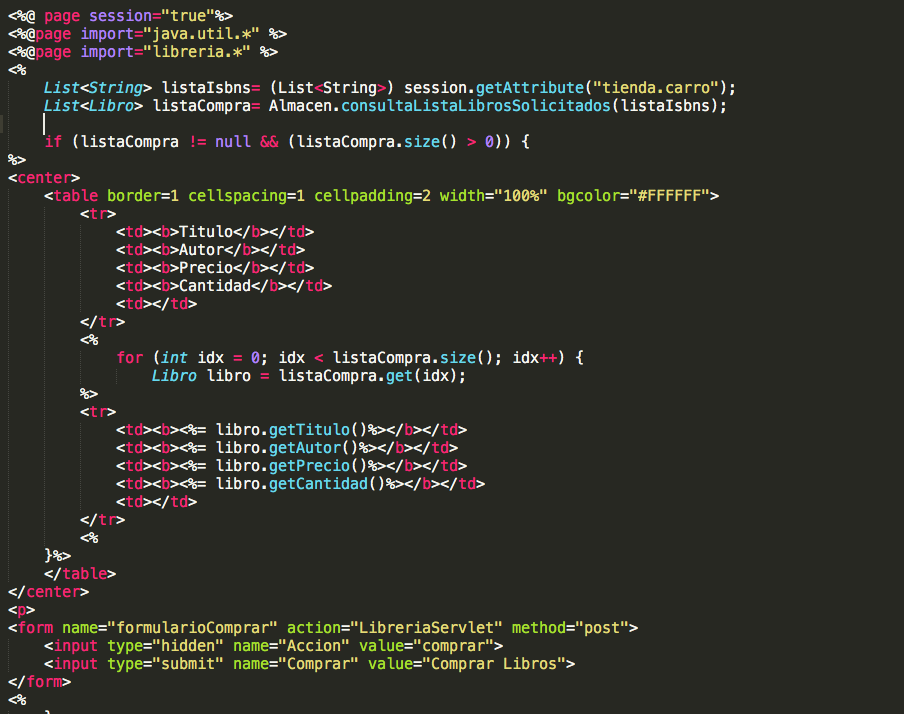 <%@ page session="true"%>
<%@page import="java.util.*" %>
<%@page import="libreria.*" %>
<%
    List<String> listaIsbns= (List<String>) session.getAttribute("tienda.carro");
    List<Libro> listaCompra= Almacen.consultaListaLibrosSolicitados(listaIsbns);
    if (listaCompra != null && (listaCompra.size() > 0)) {
%>
<center>
    <table border=1 cellspacing=1 cellpadding=2 width="100%" bgcolor="#FFFFFF">
        <tr>
            <td><b>Titulo</b></td>
            <td><b>Autor</b></td>
            <td><b>Precio</b></td>
            <td><b>Cantidad</b></td>
            <td></td>
        </tr>
        <%
            for (int idx = 0; idx < listaCompra.size(); idx++) {
                Libro libro = listaCompra.get(idx);
        %>
        <tr>
            <td><b><%= libro.getTitulo()%></b></td>
            <td><b><%= libro.getAutor()%></b></td>
            <td><b><%= libro.getPrecio()%></b></td>
            <td><b><%= libro.getCantidad()%></b></td>
            <td></td>
        </tr>
        <%
    }%>
    </table>
</center>
<p>
<form name="formularioComprar" action="LibreriaServlet" method="post">
    <input type="hidden" name="Accion" value="comprar">
    <input type="submit" name="Comprar" value="Comprar Libros">
</form>
<%